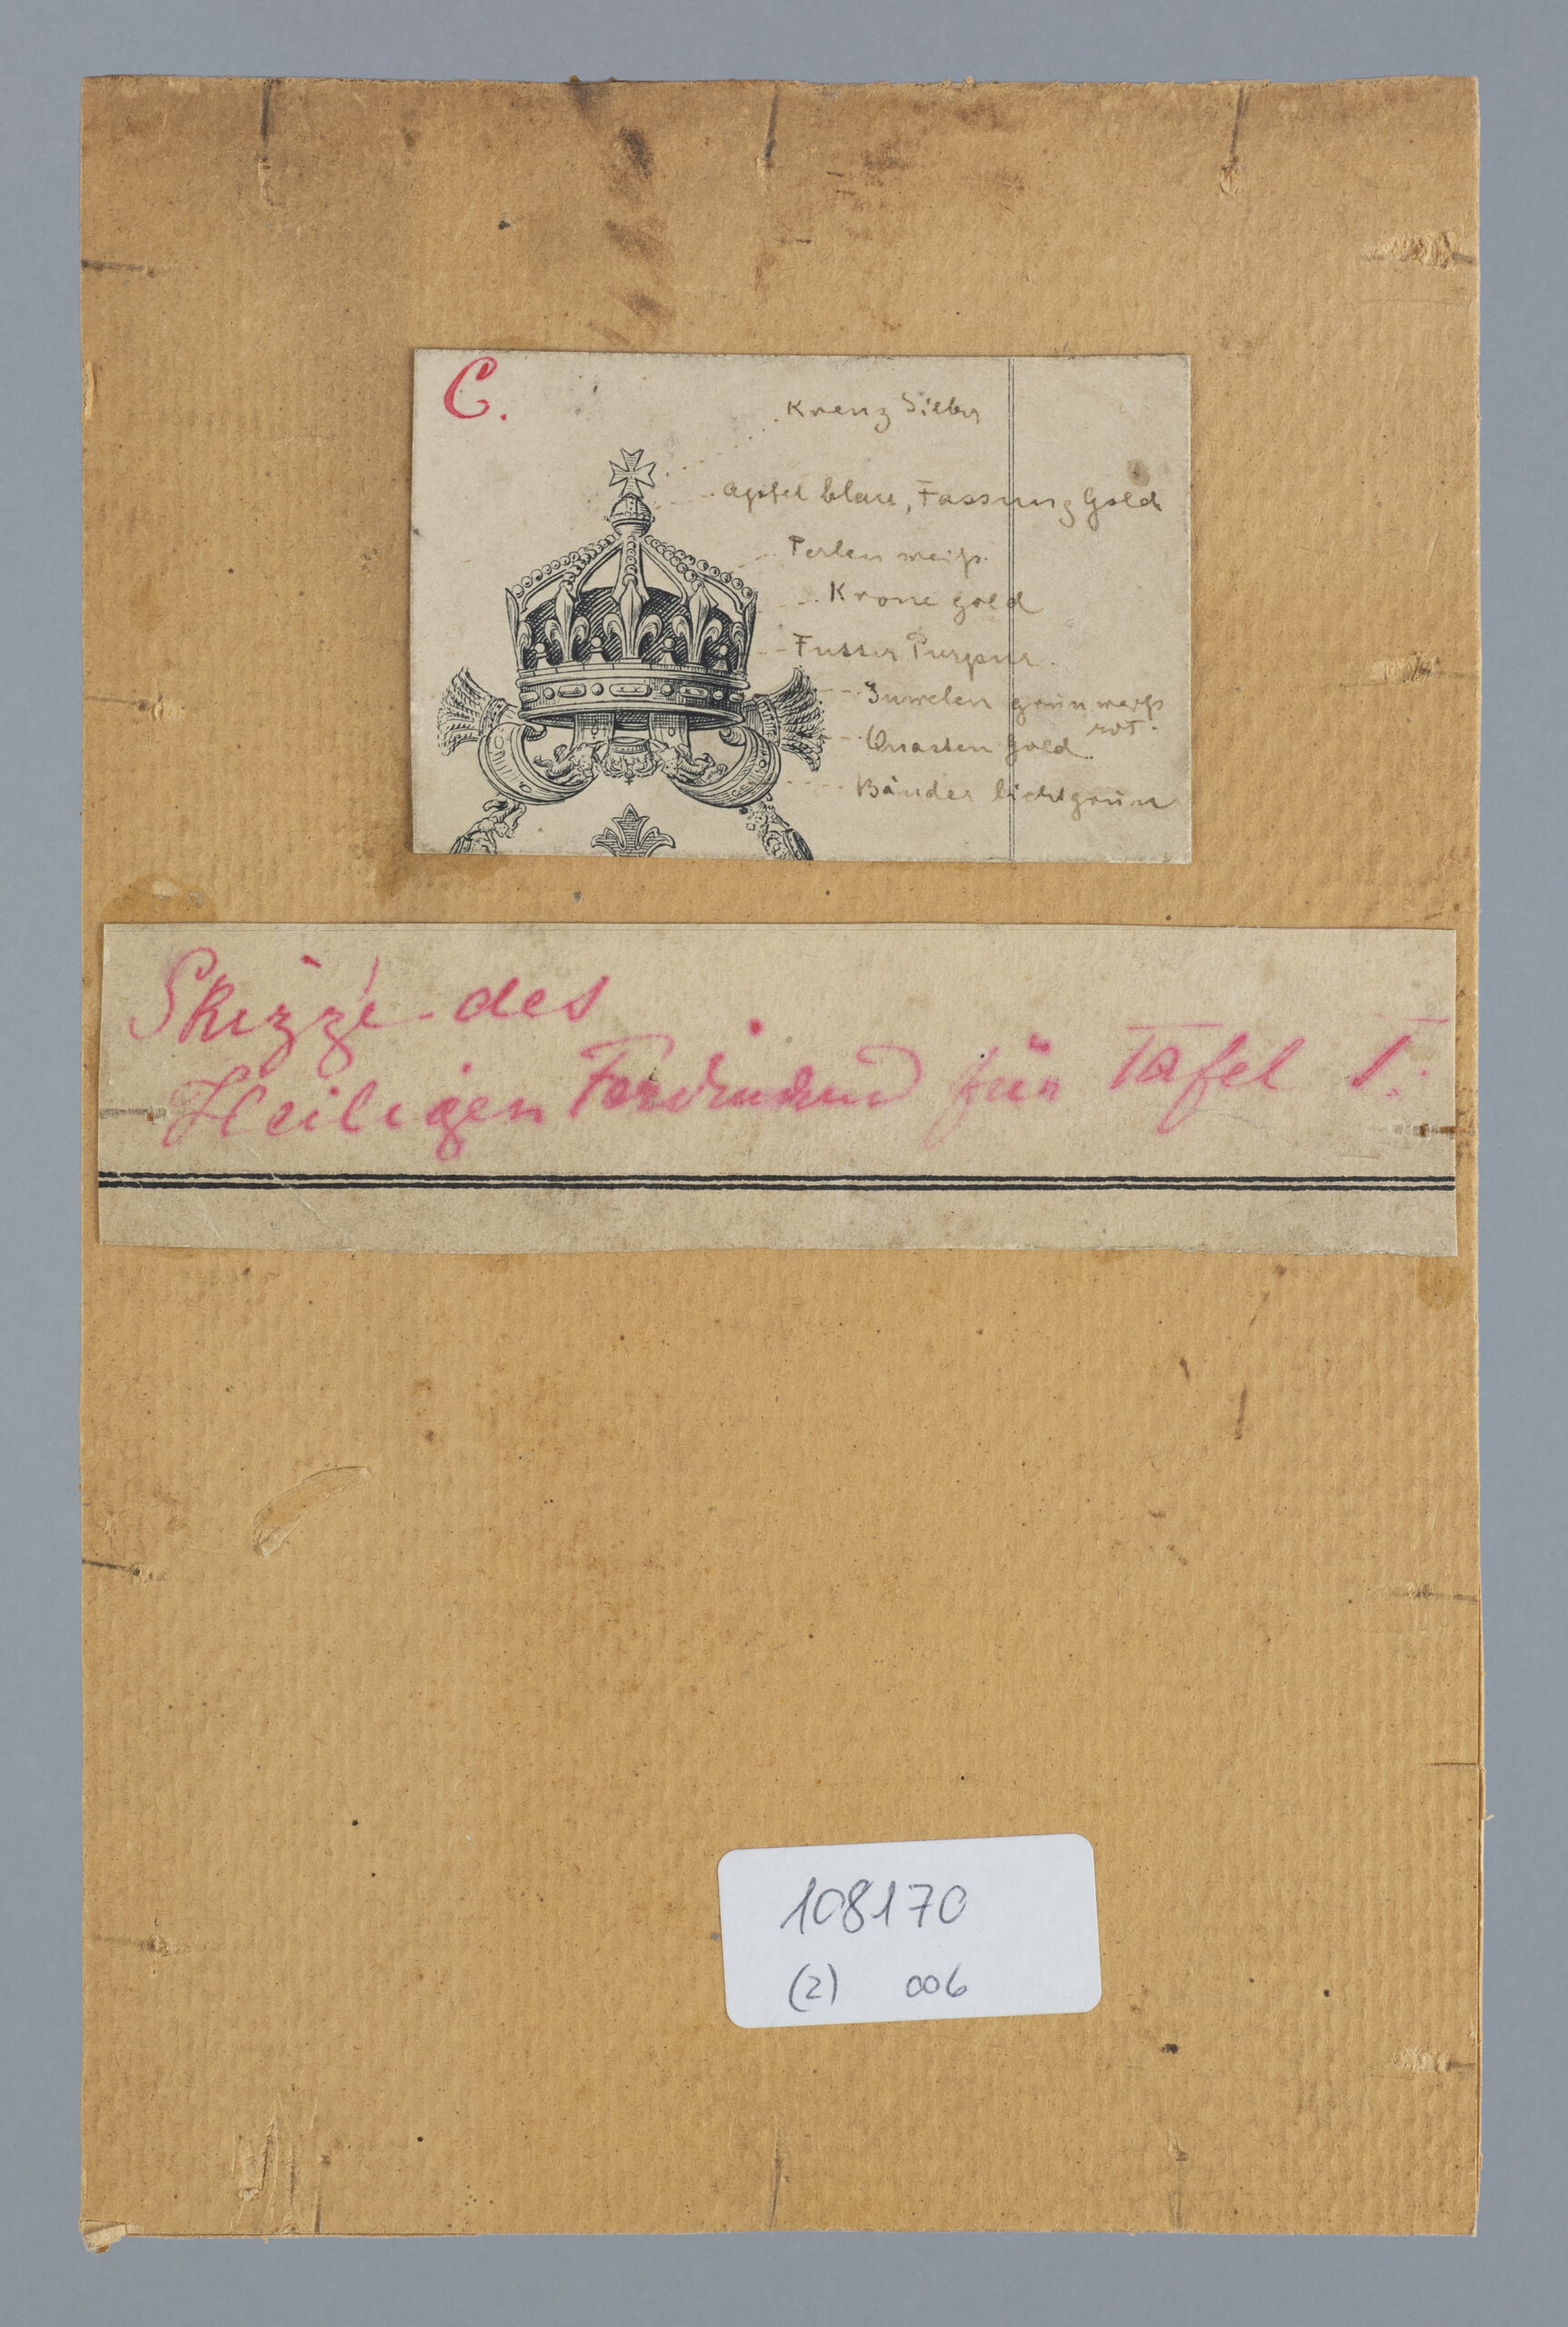 C.
Kreuz Silber
Apfel blau, Fassung Gold
Perlen weiß.
Krone gold
Futter Purpur.
Juwelen grün weiß
rot.
Quasten gold
Bänder lichtgrün
Skizze des
Heiligen Ferdinand für Tafel I.
108170
(2) 006